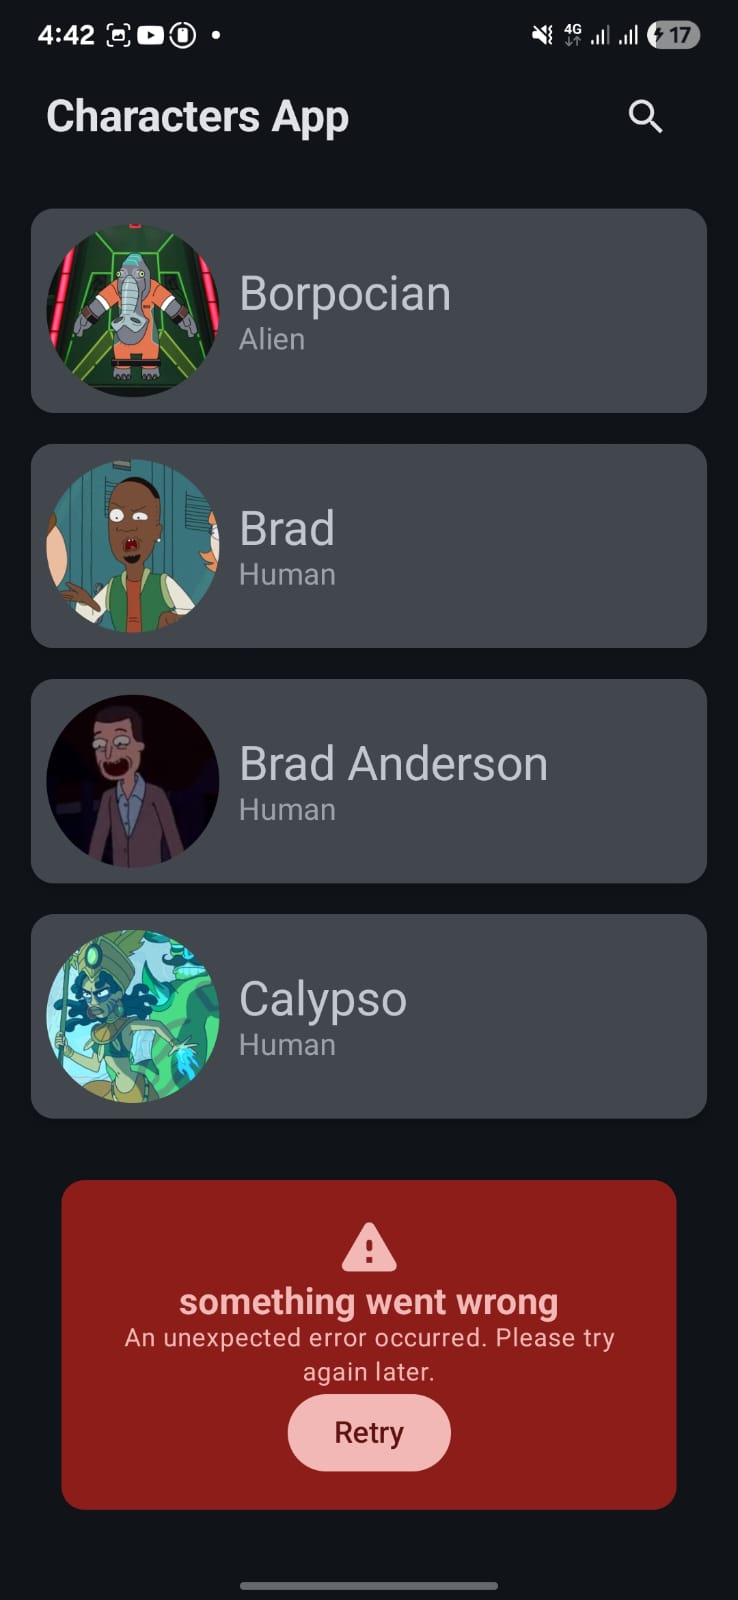 4:42
4G
17
Characters App
Borpocian
Alien
Brad
Human
Brad Anderson
Human
Calypso
Human
something went wrong
An unexpected error occurred. Please try
again later.
Retry